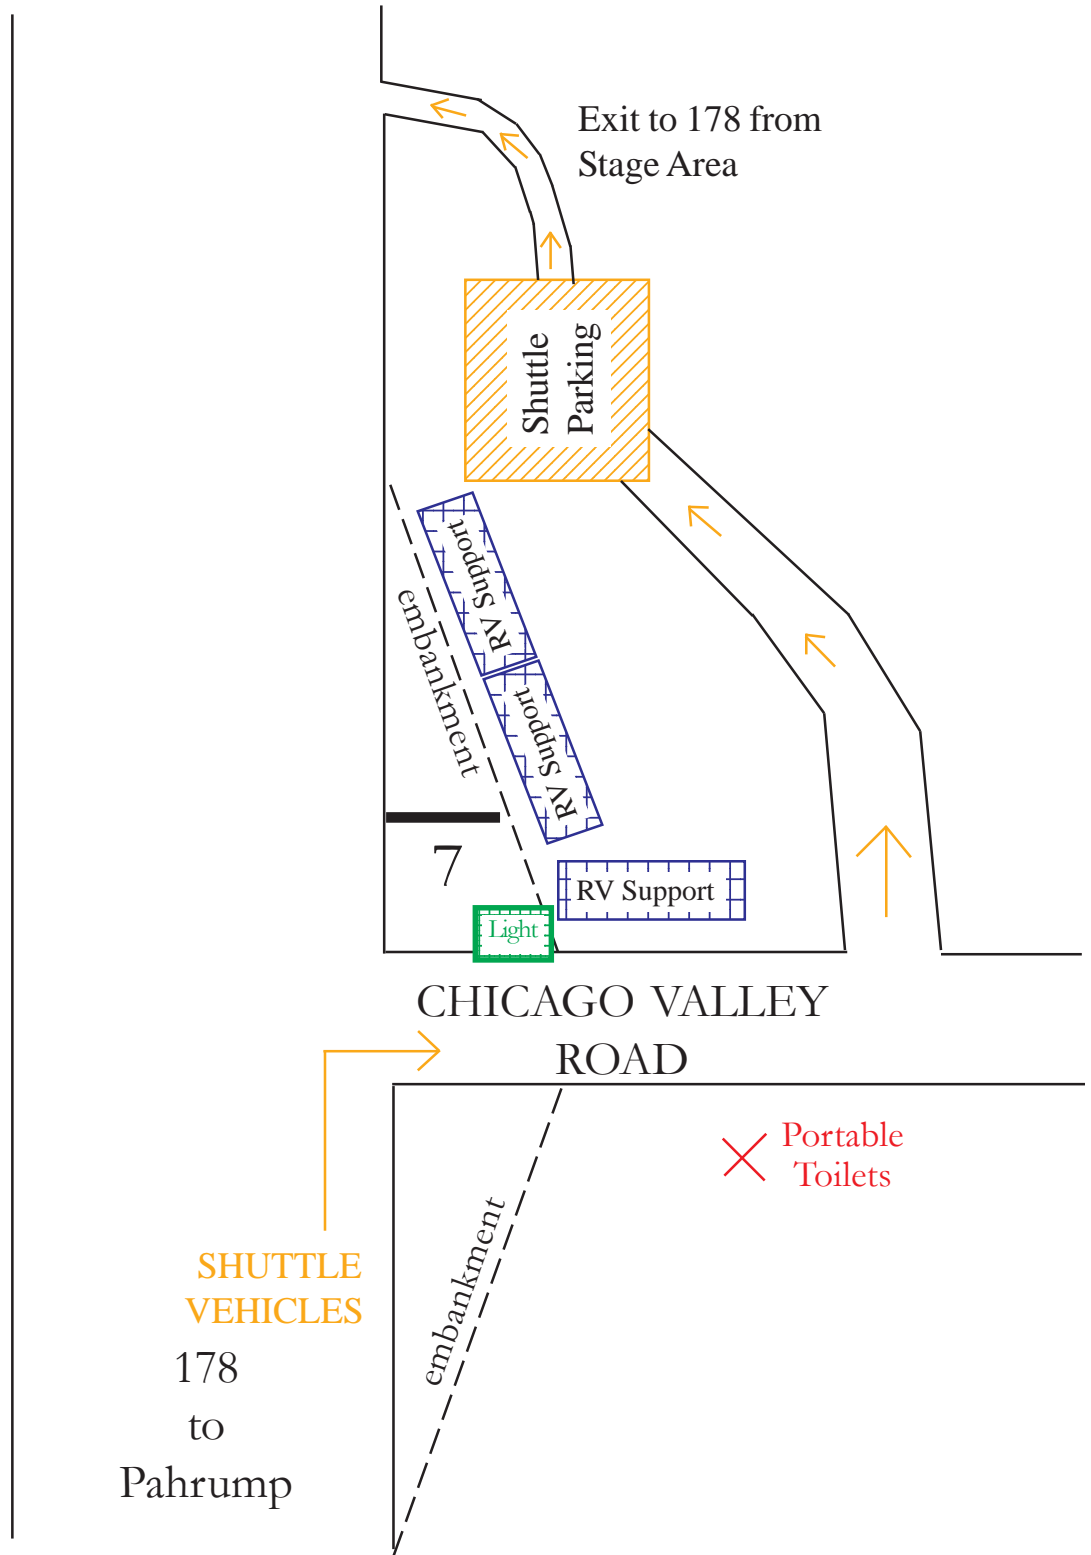 Exit to 178 from
Stage Area
Shuttle
Parking
RV Support
embankment
RV Support
7
RV Support
Light
CHICAGO VALLEY
ROAD
Portable
Toilets
embankment
SHUTTLE
VEHICLES
178
to
Pahrump